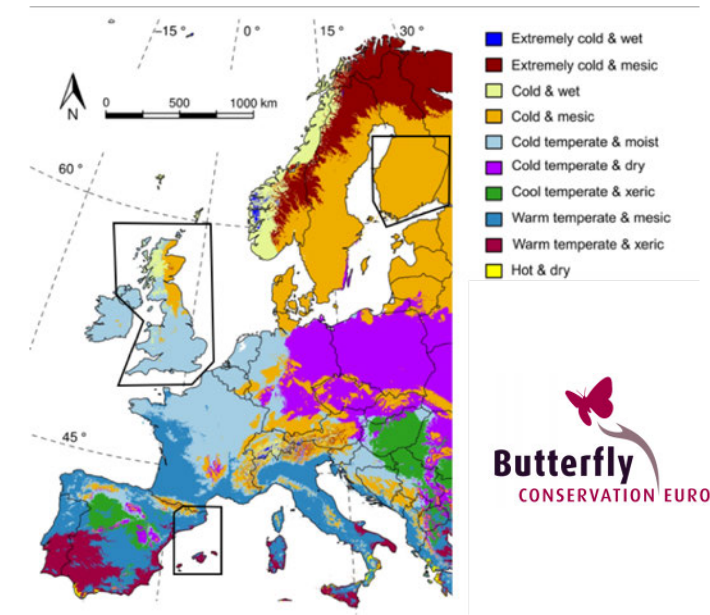 -15 ° 0 ° 15 ° 30 °
0 500 1000 km
N
60 °
45 °
Extremely cold & wet
Extremely cold & mesic
Cold & wet
Cold & mesic
Cold temperate & moist
Cold temperate & dry
Cool temperate & xeric
Warm temperate & mesic
Warm temperate & xeric
Hot & dry
Butterfly
CONSERVATION EURO